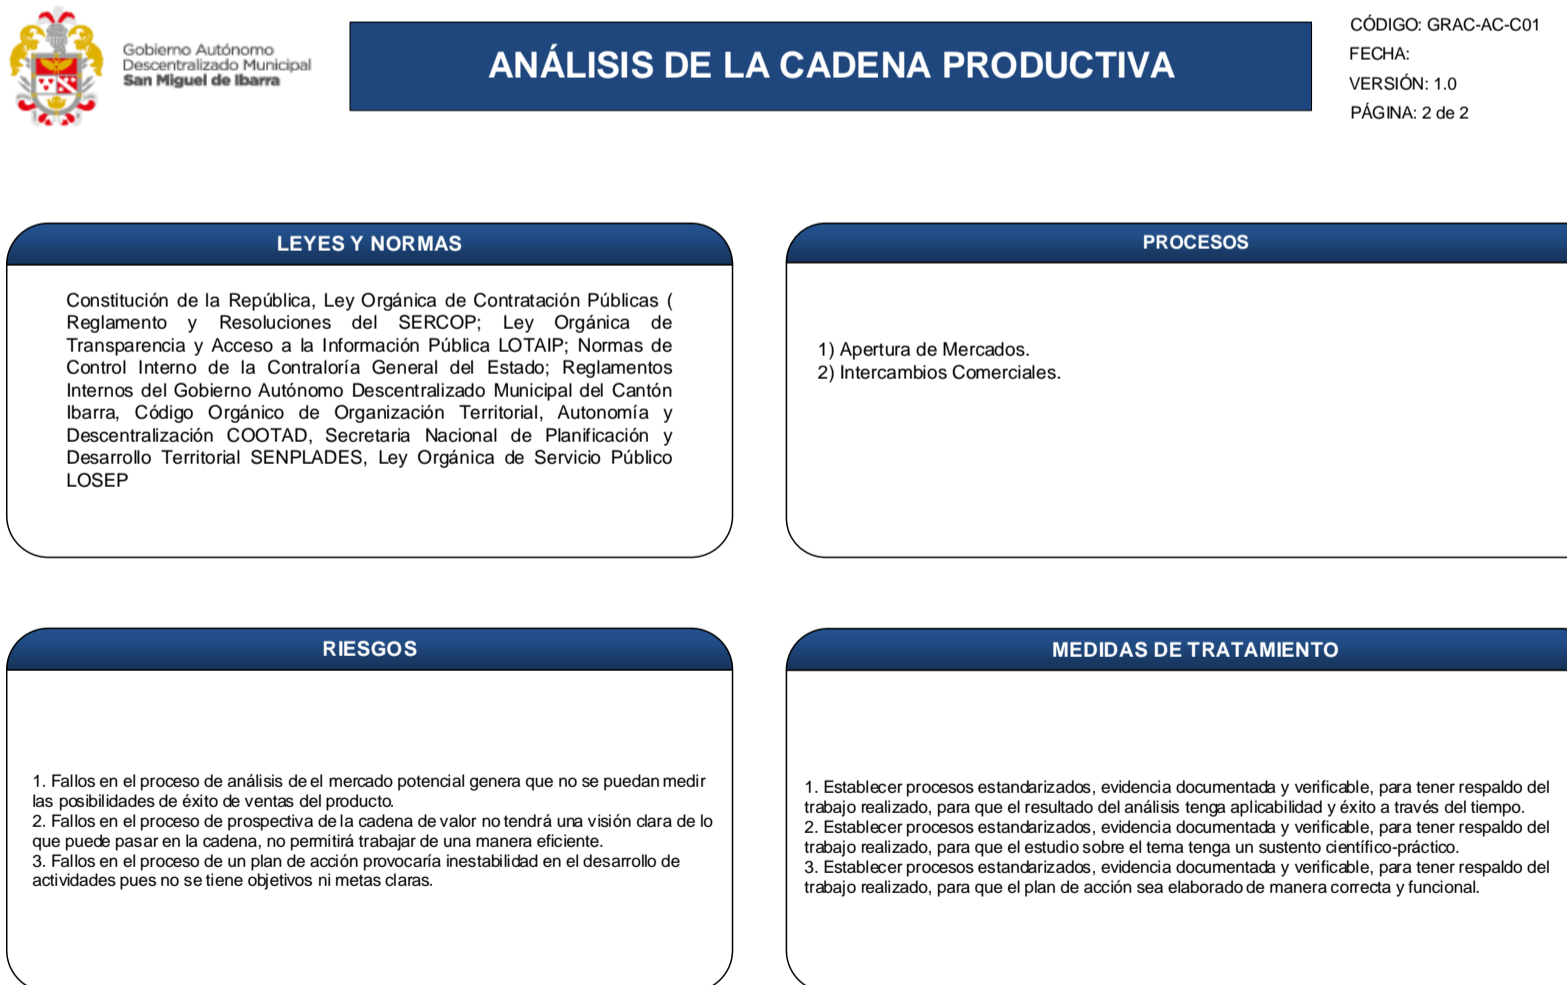 Gobierno Autónomo
Descentralizado Municipal
San Miguel de Ibarra
ANÁLISIS DE LA CADENA PRODUCTIVA
CÓDIGO: GRAC-AC-C01
FECHA:
VERSIÓN: 1.0
PÁGINA: 2 de 2
LEYES Y NORMAS
Constitución de la República, Ley Orgánica de Contratación Públicas (
Reglamento y Resoluciones del SERCOP; Ley Orgánica de
Transparencia y Acceso a la Información Pública LOTAIP; Normas de
Control Interno de la Contraloría General del Estado; Reglamentos
Internos del Gobierno Autónomo Descentralizado Municipal del Cantón
Ibarra, Código Orgánico de Organización Territorial, Autonomía y
Descentralización COOTAD, Secretaria Nacional de Planificación y
Desarrollo Territorial SENPLADES, Ley Orgánica de Servicio Público
LOSEP
PROCESOS
1) Apertura de Mercados.
2) Intercambios Comerciales.
RIESGOS
1. Fallos en el proceso de análisis de el mercado potencial genera que no se puedan medir
las posibilidades de éxito de ventas del producto.
2. Fallos en el proceso de prospectiva de la cadena de valor no tendrá una visión clara de lo
que puede pasar en la cadena, no permitirá trabajar de una manera eficiente.
3. Fallos en el proceso de un plan de acción provocaría inestabilidad en el desarrollo de
actividades pues no se tiene objetivos ni metas claras.
MEDIDAS DE TRATAMIENTO
1. Establecer procesos estandarizados, evidencia documentada y verificable, para tener respaldo del
trabajo realizado, para que el resultado del análisis tenga aplicabilidad y éxito a través del tiempo.
2. Establecer procesos estandarizados, evidencia documentada y verificable, para tener respaldo del
trabajo realizado, para que el estudio sobre el tema tenga un sustento científico-práctico.
3. Establecer procesos estandarizados, evidencia documentada y verificable, para tener respaldo del
trabajo realizado, para que el plan de acción sea elaborado de manera correcta y funcional.